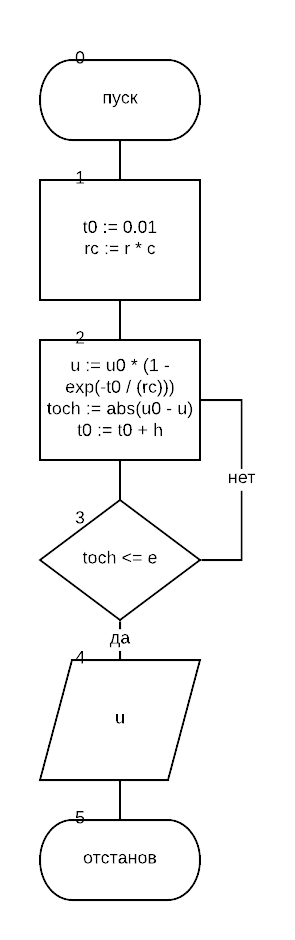 0
пуск
1
t0 := 0.01
rc := r * c
2
u := u0 * (1 -
exp(-t0 / (rc)))
toch := abs(u0 - u)
t0 := t0 + h
нет
3
toch <= e
да
4
u
5
отстанов